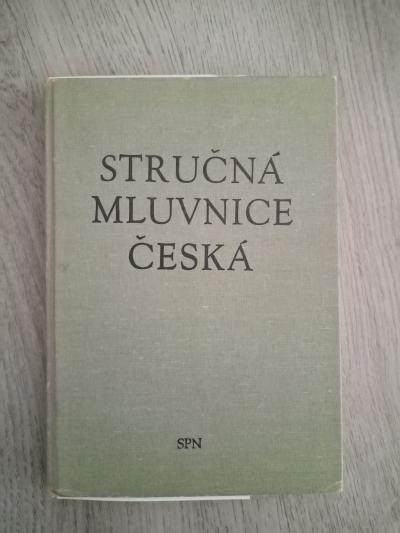 STRUČNÁ
MLUVNICE
ČESKÁ
SPN